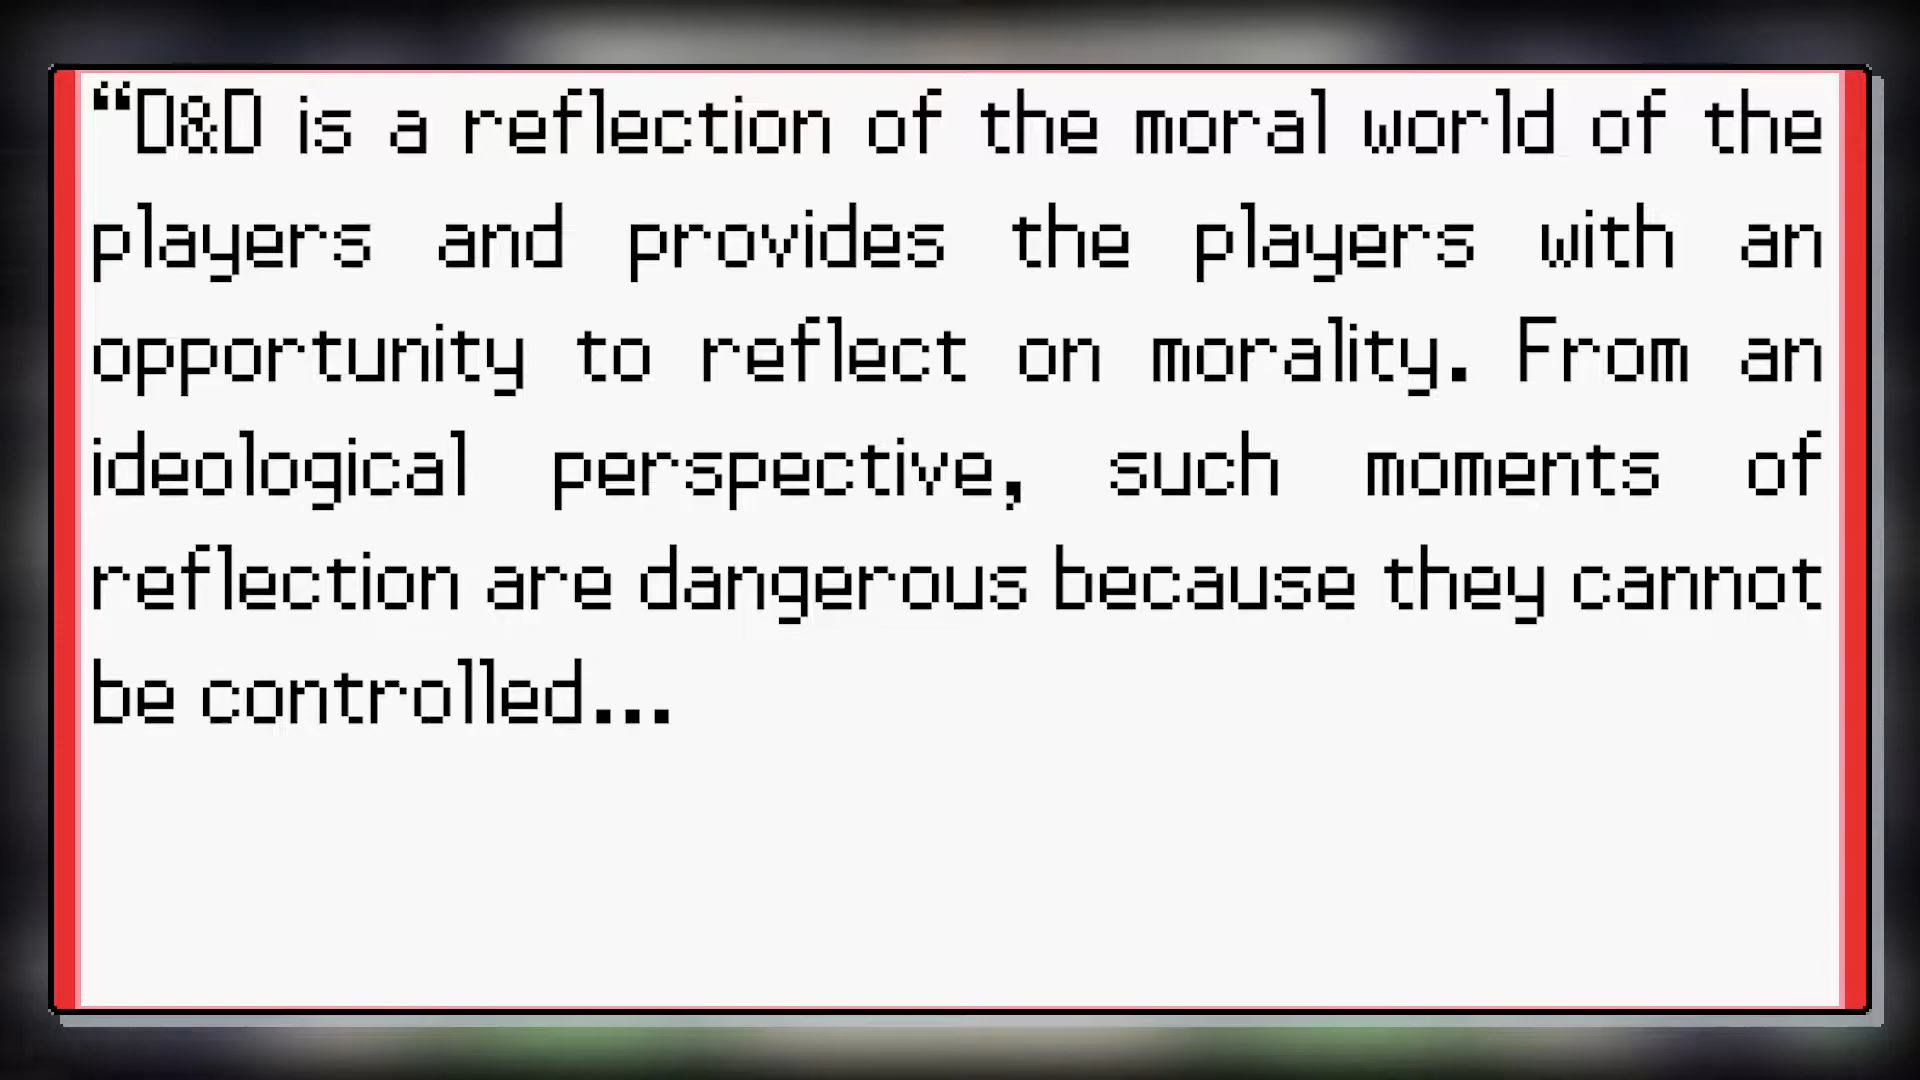 “D&D is a reflection of the moral world of the
players and provides the players with an
opportunity to reflect on morality. From an
ideological perspective, such moments of
reflection are dangerous because they cannot
be controlled...